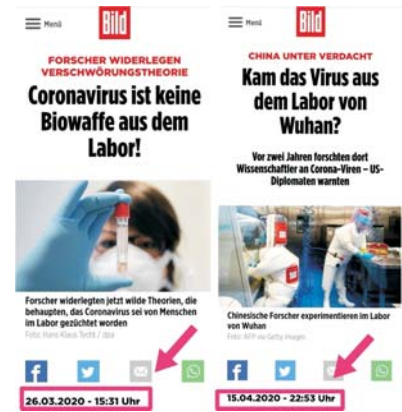 Menü
Bild
FORSCHER WIDERLEGEN
VERSCHWÖRUNGSTHEORIE
Coronavirus ist keine
Biowaffe aus dem
Labor!
Forscher widerlegten jetzt wilde Theorien, die
behaupten, das Coronavirus sei von Menschen
im Labor gezüchtet worden
Foto: Hans Klaus Techt / dpa
26.03.2020 - 15:31 Uhr
Menü
Bild
CHINA UNTER VERDACHT
Kam das Virus aus
dem Labor von
Wuhan?
Vor zwei Jahren forschten dort
Wissenschaftler an Corona-Viren – US-
Diplomaten warnten
Chinesische Forscher experimentieren im Labor
von Wuhan
Foto: AFP via Getty Images
15.04.2020 - 22:53 Uhr